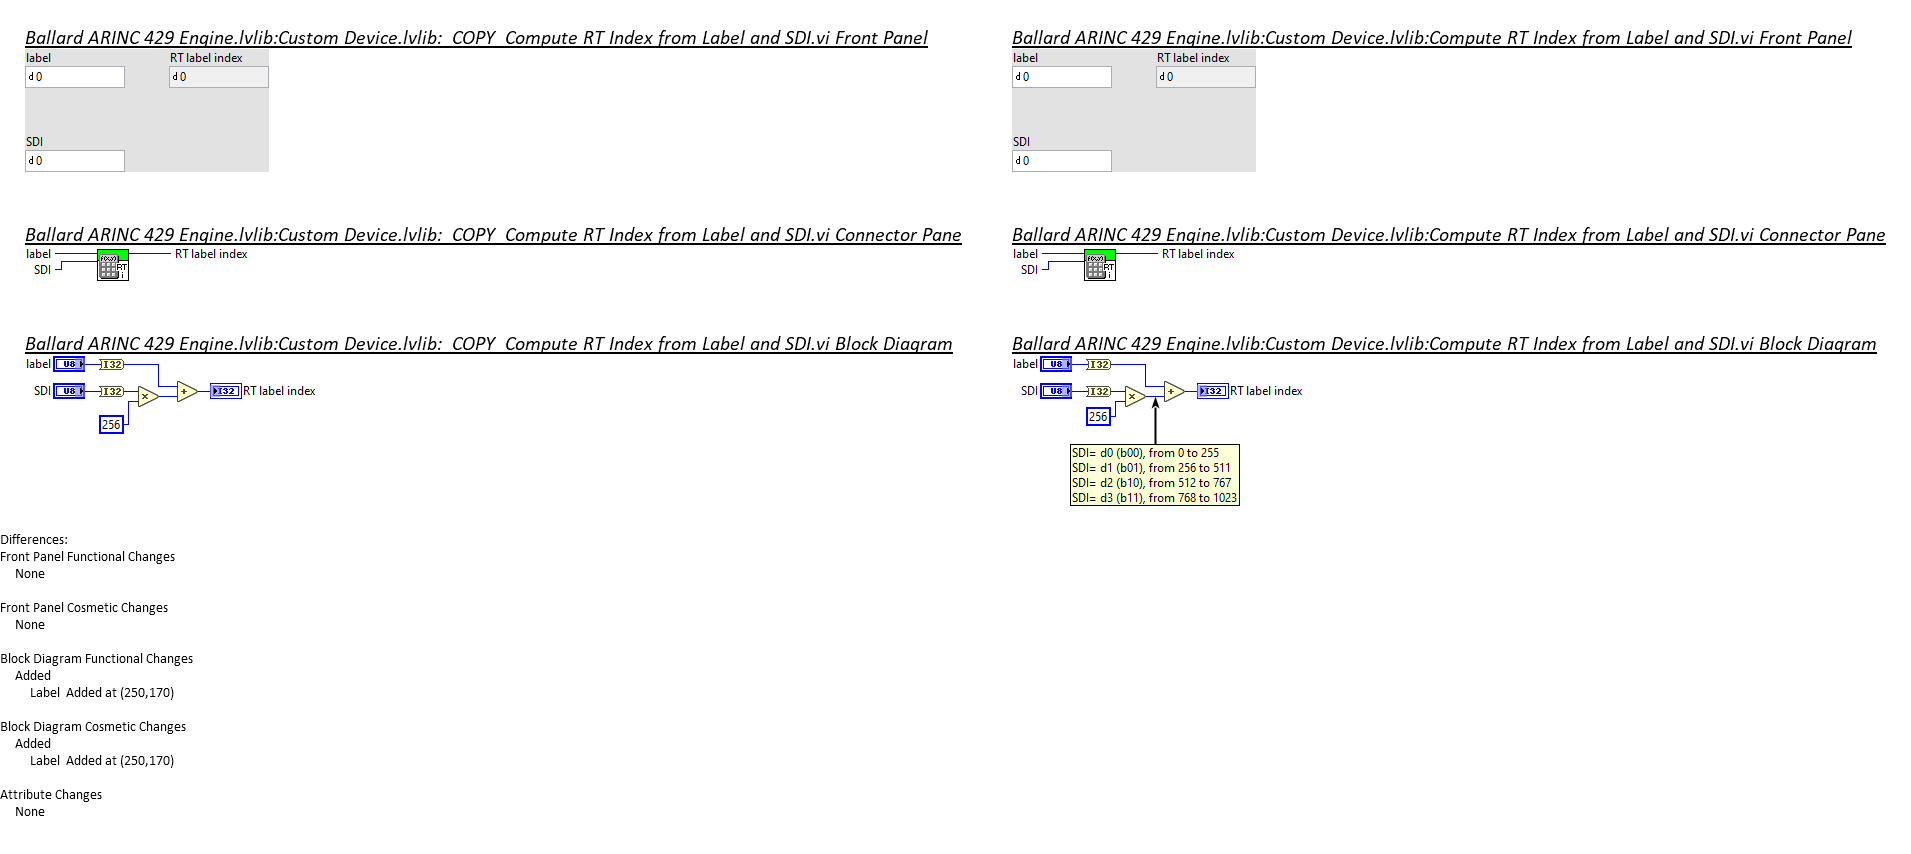 Ballard ARINC 429 Engine.lvlib:Custom Device.lvlib:  COPY  Compute RT Index from Label and SDI.vi Front Panel
label
RT label index
d 0
d 0
SDI
d 0
Ballard ARINC 429 Engine.lvlib:Custom Device.lvlib:  COPY  Compute RT Index from Label and SDI.vi Connector Pane
label
RT label index
SDI
f(x,y)
RT
i
Ballard ARINC 429 Engine.lvlib:Custom Device.lvlib:  COPY  Compute RT Index from Label and SDI.vi Block Diagram
label U8 I32
SDI U8 I32 × + I32 RT label index
256
Ballard ARINC 429 Engine.lvlib:Custom Device.lvlib:Compute RT Index from Label and SDI.vi Front Panel
label
RT label index
d 0
d 0
SDI
d 0
Ballard ARINC 429 Engine.lvlib:Custom Device.lvlib:Compute RT Index from Label and SDI.vi Connector Pane
label
RT label index
SDI
f(x,y)
RT
i
Ballard ARINC 429 Engine.lvlib:Custom Device.lvlib:Compute RT Index from Label and SDI.vi Block Diagram
label U8 I32
SDI U8 I32 × + I32 RT label index
256
SDI= d0 (b00), from 0 to 255
SDI= d1 (b01), from 256 to 511
SDI= d2 (b10), from 512 to 767
SDI= d3 (b11), from 768 to 1023
Differences:
Front Panel Functional Changes
None
Front Panel Cosmetic Changes
None
Block Diagram Functional Changes
Added
Label  Added at (250,170)
Block Diagram Cosmetic Changes
Added
Label  Added at (250,170)
Attribute Changes
None